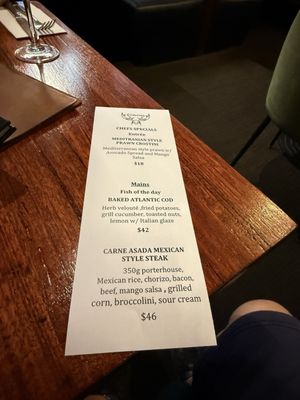 CHEFS SPECIALS
Entrée
MEDITRANIAN STYLE
PRAWN CROSTINI
Mediterranean style prawn w/
Avocado Spread and Mango
Salsa
$18
Mains
Fish of the day
BAKED ATLANTIC COD
Herb velouté ,fried potatoes,
grill cucumber, toasted nuts,
lemon w/ Italian glaze
$42
CARNE ASADA MEXICAN
STYLE STEAK
350g porterhouse,
Mexican rice, chorizo, bacon,
beef, mango salsa , grilled
corn, broccolini, sour cream
$46